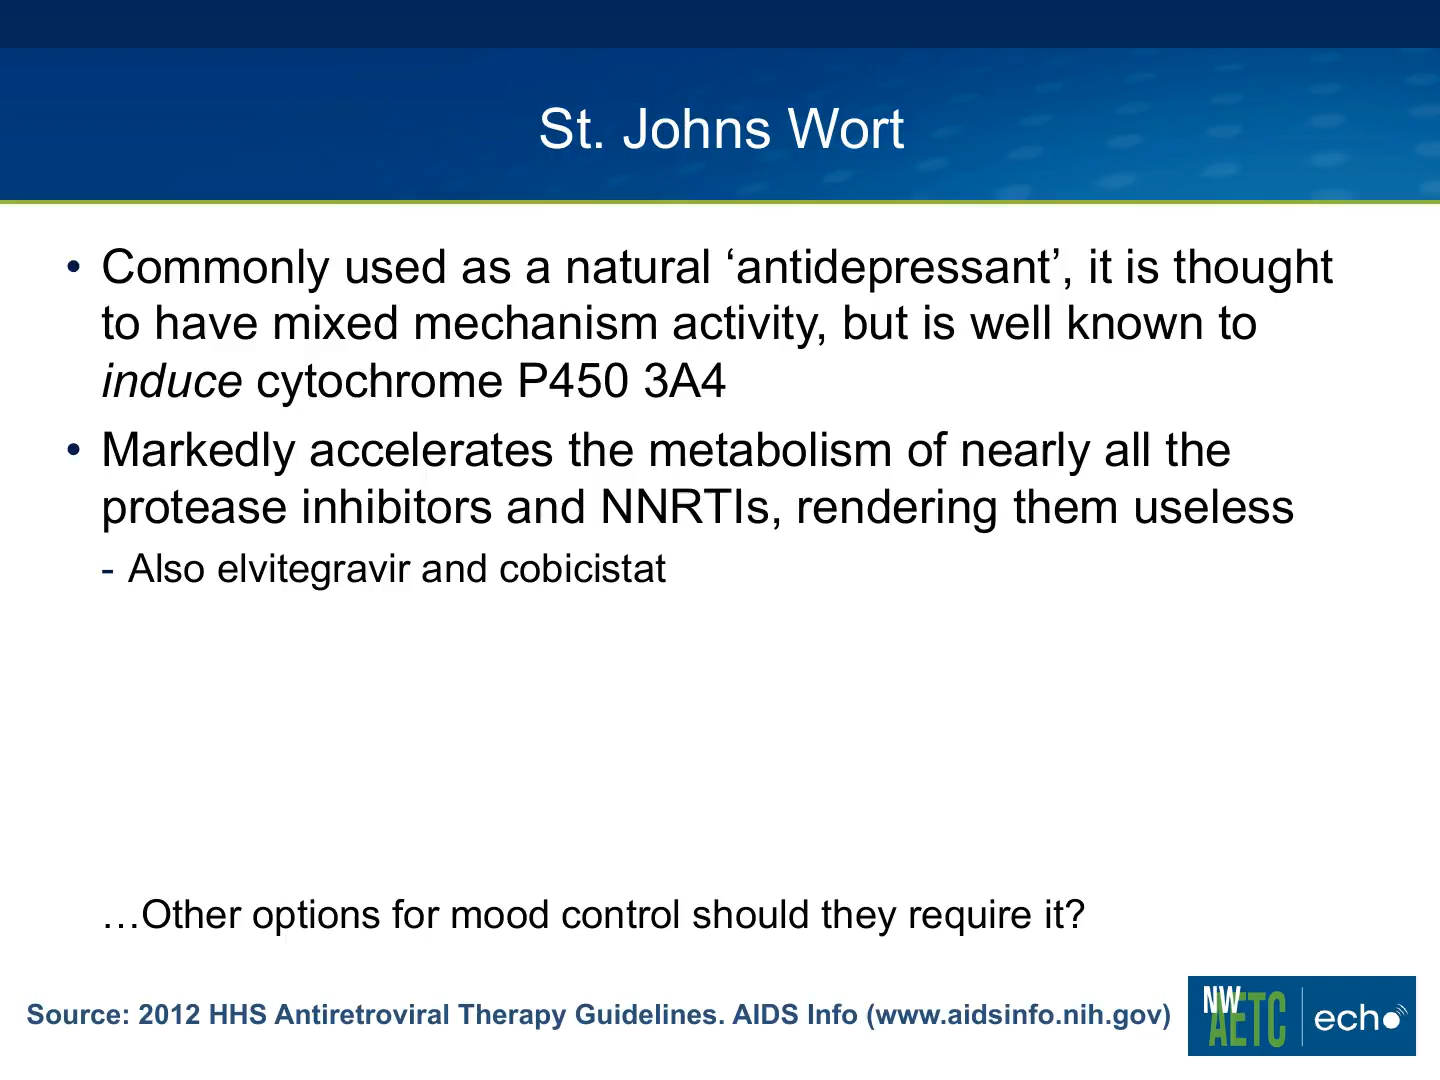 St. Johns Wort
• Commonly used as a natural ‘antidepressant’, it is thought
to have mixed mechanism activity, but is well known to
induce cytochrome P450 3A4
• Markedly accelerates the metabolism of nearly all the
protease inhibitors and NNRTIs, rendering them useless
- Also elvitegravir and cobicistat
…Other options for mood control should they require it?
Source: 2012 HHS Antiretroviral Therapy Guidelines. AIDS Info (www.aidsinfo.nih.gov)
NW
AETC
echo